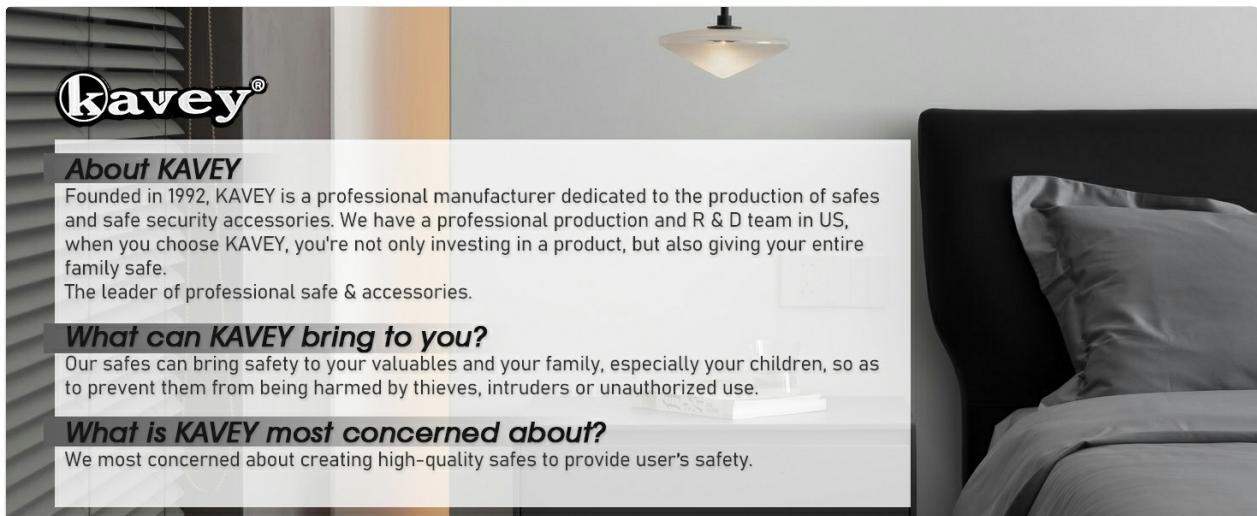 kavey®
About KAVEY
Founded in 1992, KAVEY is a professional manufacturer dedicated to the production of safes
and safe security accessories. We have a professional production and R & D team in US,
when you choose KAVEY, you're not only investing in a product, but also giving your entire
family safe.
The leader of professional safe & accessories.
What can KAVEY bring to you?
Our safes can bring safety to your valuables and your family, especially your children, so as
to prevent them from being harmed by thieves, intruders or unauthorized use.
What is KAVEY most concerned about?
We most concerned about creating high-quality safes to provide user's safety.